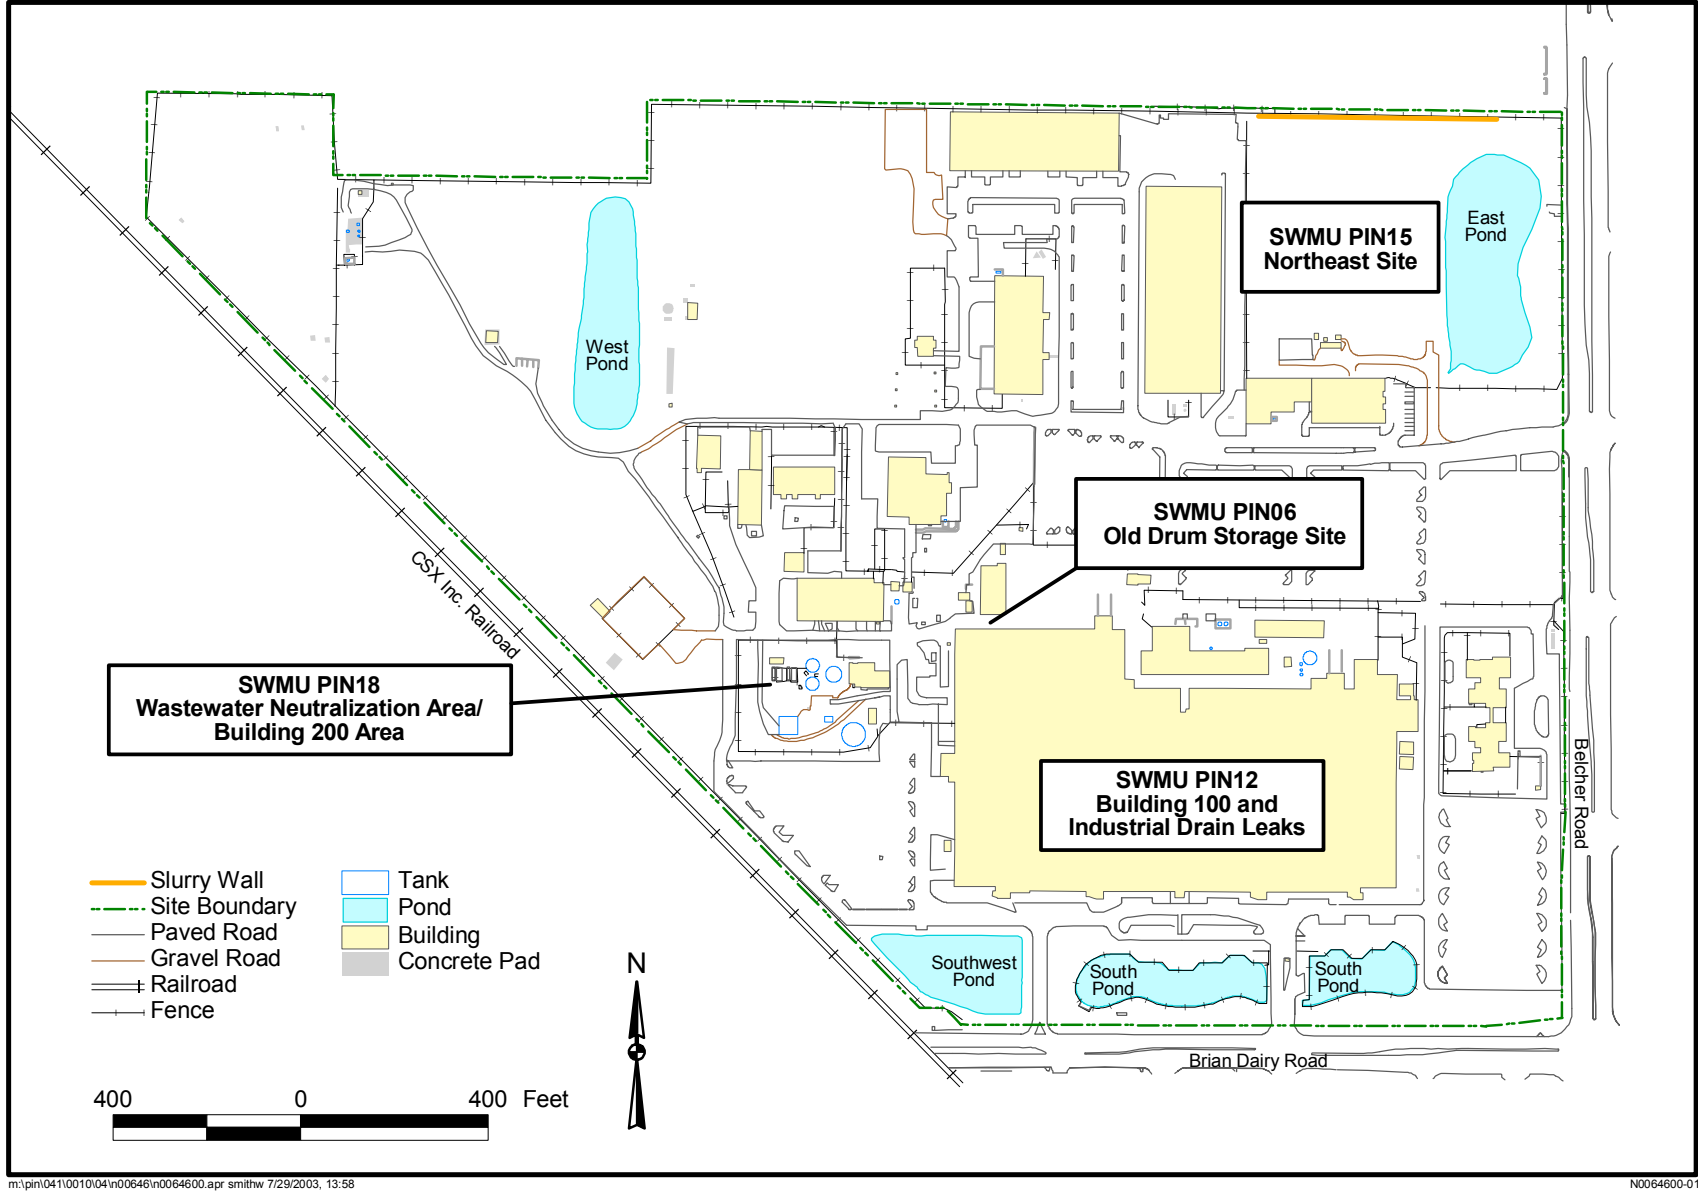 East
Pond
SWMU PIN15
Northeast Site
West
Pond
SWMU PIN06
Old Drum Storage Site
CSX Inc. Railroad
SWMU PIN18
Wastewater Neutralization Area/
Building 200 Area
SWMU PIN12
Building 100 and
Industrial Drain Leaks
Belcher Road
Slurry Wall
Site Boundary
Paved Road
Gravel Road
Railroad
Fence
Tank
Pond
Building
Concrete Pad
N
Southwest
Pond
South
Pond
South
Pond
Brian Dairy Road
400 0 400 Feet
m:\pin\041\0010\04\n00646\n0064600.apr smithw 7/29/2003, 13:58
N0064600-01